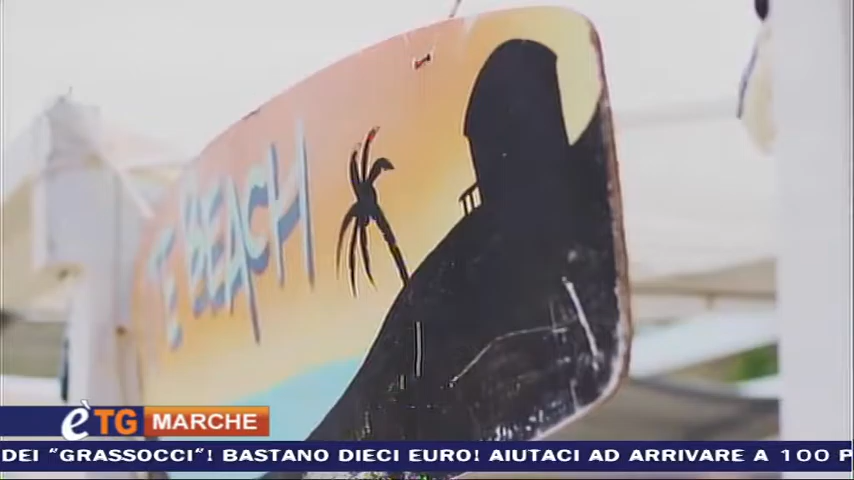 E BEACH
èTG MARCHE
DEI "GRASSOCCI"! BASTANO DIECI EURO! AIUTACI AD ARRIVARE A 100 P